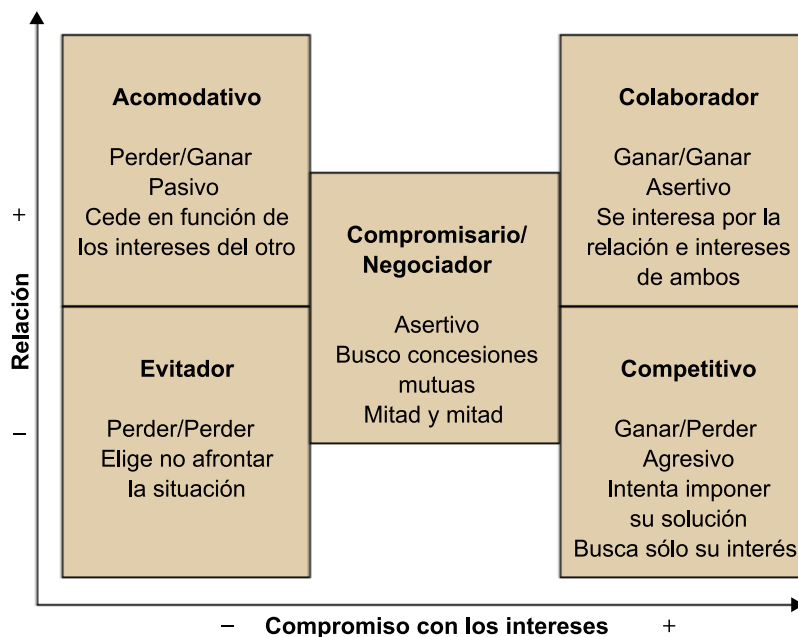 Acomodativo
Perder/Ganar
Pasivo
Cede en función de
los intereses del otro
Colaborador
Ganar/Ganar
Asertivo
Se interesa por la
relación e intereses
de ambos
Compromisario/
Negociador
Asertivo
Busco concesiones
mutuas
Mitad y mitad
Evitador
Perder/Perder
Elige no afrontar
la situación
Competitivo
Ganar/Perder
Agresivo
Intenta imponer
su solución
Busca sólo su interés
+
Relación
–
– Compromiso con los intereses +